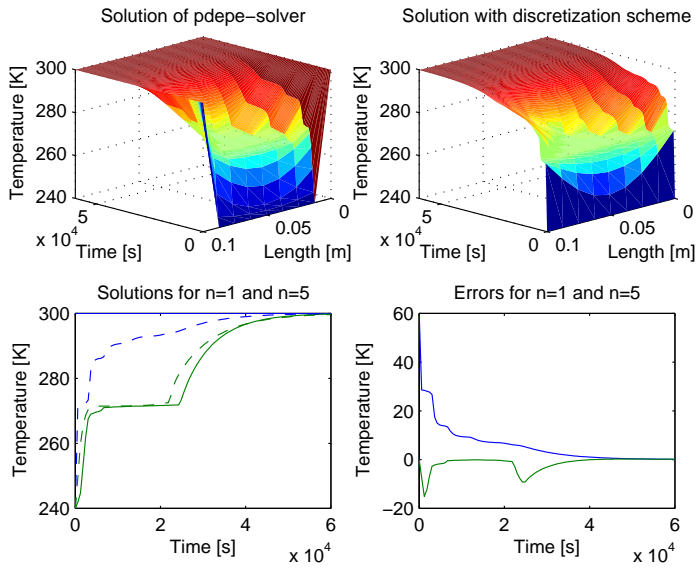 Solution of pdepe−solver
Temperature [K]
300
280
260
240
5
x 10^4
Time [s]
0
0.1
0.05
0
Length [m]
Solution with discretization scheme
Temperature [K]
300
280
260
240
5
x 10^4
Time [s]
0
0.1
0.05
0
Length [m]
Solutions for n=1 and n=5
Temperature [K]
300
280
260
240
0 2 4 6
Time [s]
x 10^4
Errors for n=1 and n=5
Temperature [K]
60
40
20
0
−20
0 2 4 6
Time [s]
x 10^4